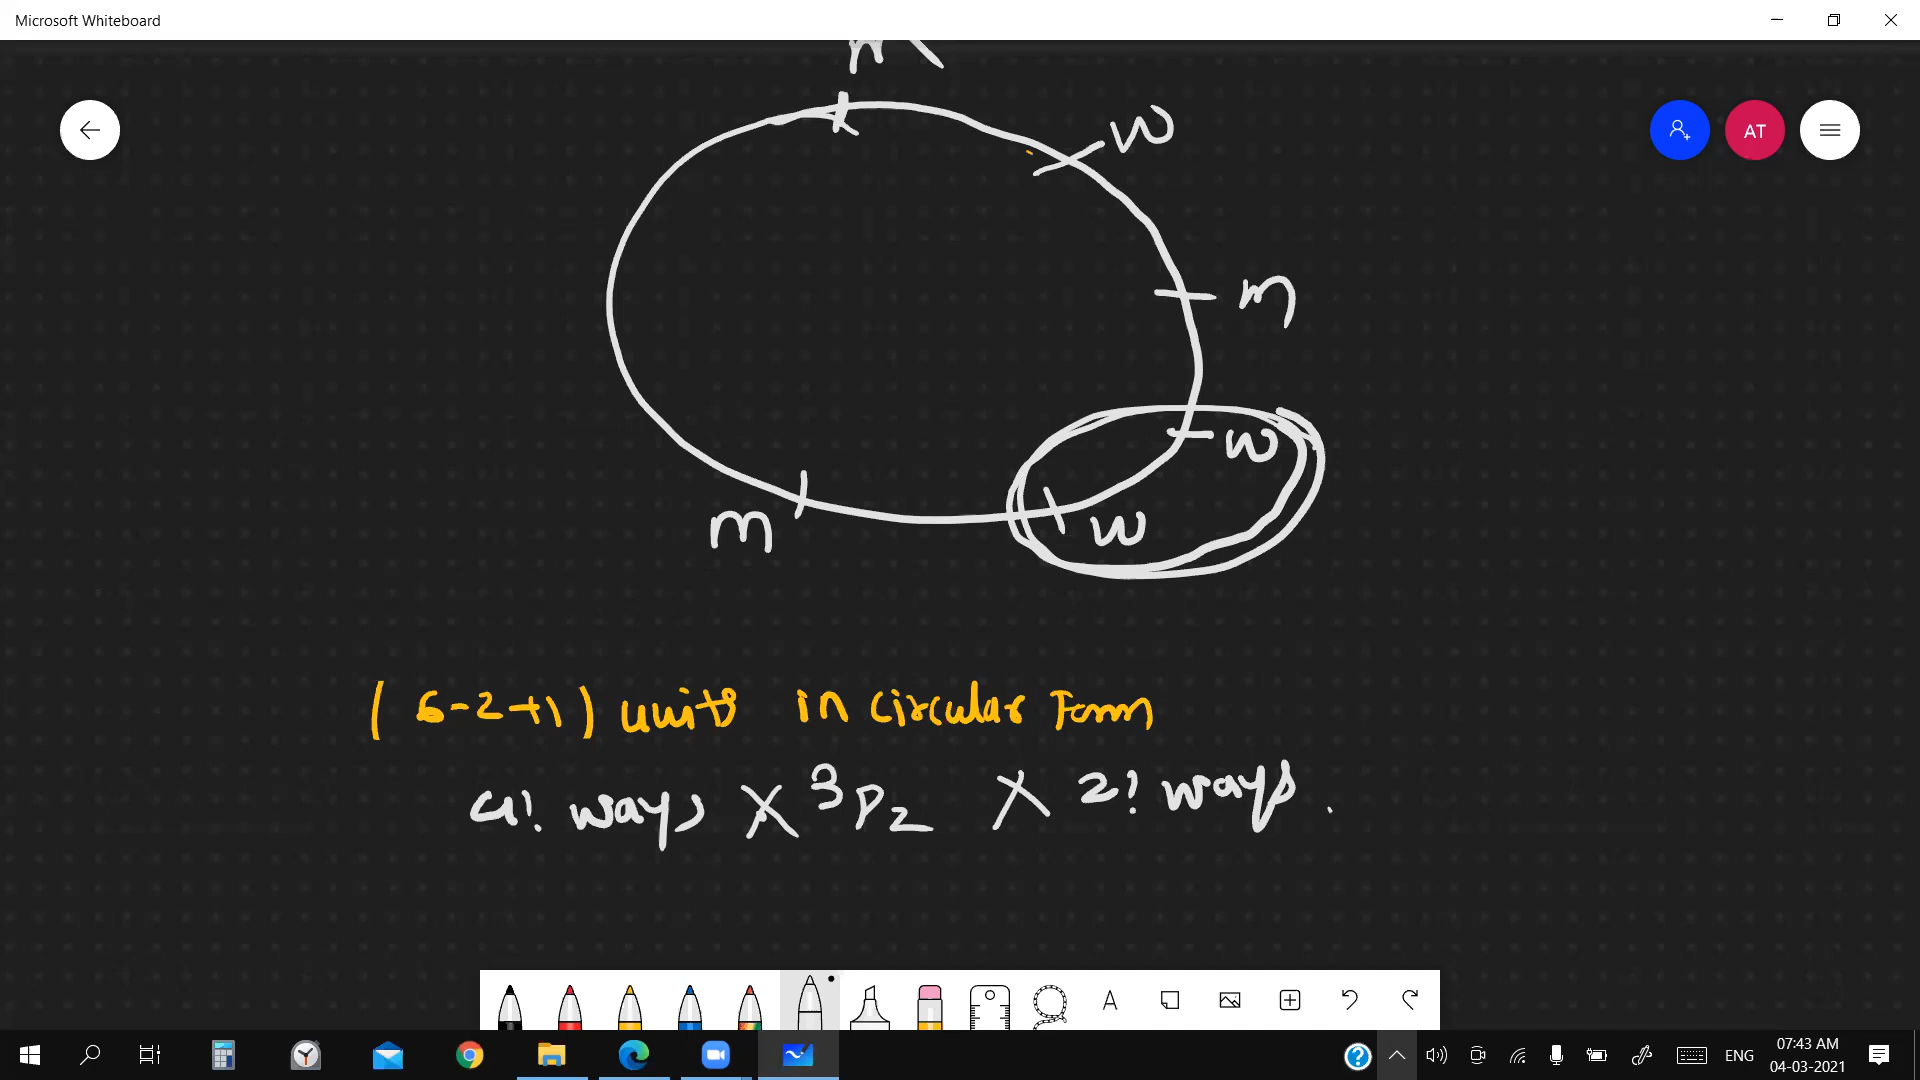 Microsoft Whiteboard
AT
W
m
W
W
m
(6-2+1) units in circular Form
4! ways X ³P₂ X 2! ways.
A
ENG
07:43 AM
04-03-2021